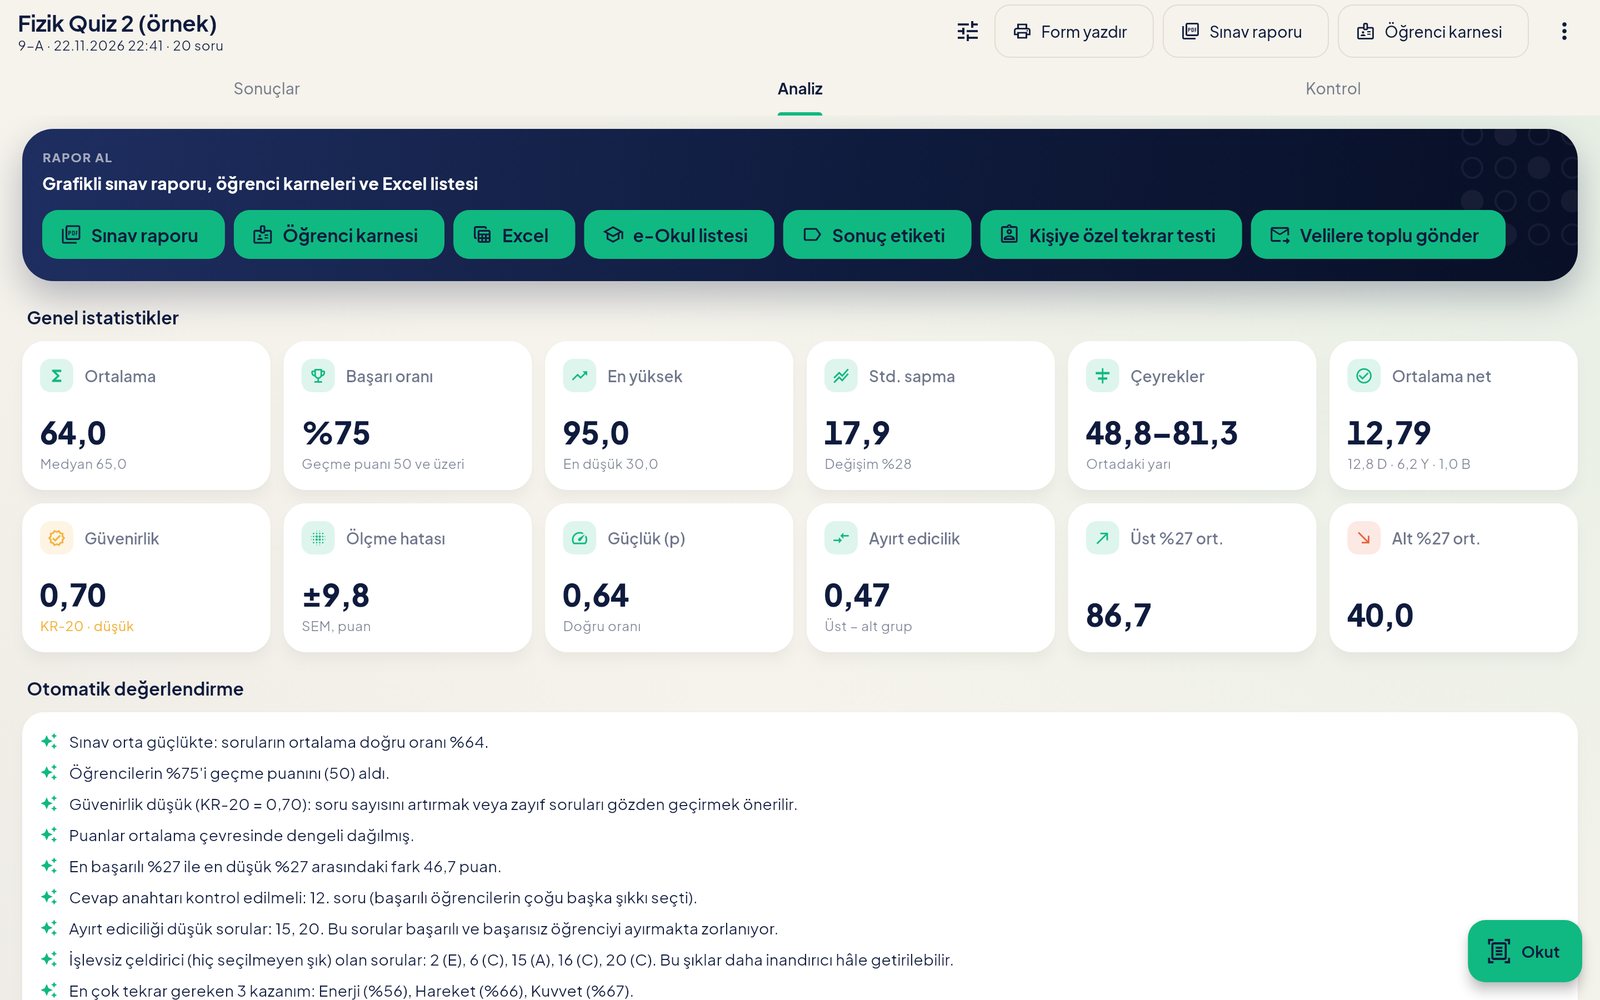 Fizik Quiz 2 (örnek)
9-A · 22.11.2026 22:41 · 20 soru
Form yazdır
Sınav raporu
Öğrenci karnesi
Sonuçlar
Analiz
Kontrol
RAPOR AL
Grafikli sınav raporu, öğrenci karneleri ve Excel listesi
Sınav raporu
Öğrenci karnesi
Excel
e-Okul listesi
Sonuç etiketi
Kişiye özel tekrar testi
Velilere toplu gönder
Genel istatistikler
Ortalama
64,0
Medyan 65,0
Başarı oranı
%75
Geçme puanı 50 ve üzeri
En yüksek
95,0
En düşük 30,0
Std. sapma
17,9
Değişim %28
Çeyrekler
48,8–81,3
Ortadaki yarı
Ortalama net
12,79
12,8 D · 6,2 Y · 1,0 B
Güvenirlik
0,70
KR-20 · düşük
Ölçme hatası
±9,8
SEM, puan
Güçlük (p)
0,64
Doğru oranı
Ayırt edicilik
0,47
Üst – alt grup
Üst %27 ort.
86,7
Alt %27 ort.
40,0
Otomatik değerlendirme
Sınav orta güçlükte: soruların ortalama doğru oranı %64.
Öğrencilerin %75'i geçme puanını (50) aldı.
Güvenirlik düşük (KR-20 = 0,70): soru sayısını artırmak veya zayıf soruları gözden geçirmek önerilir.
Puanlar ortalama çevresinde dengeli dağılmış.
En başarılı %27 ile en düşük %27 arasındaki fark 46,7 puan.
Cevap anahtarı kontrol edilmeli: 12. soru (başarılı öğrencilerin çoğu başka şıkkı seçti).
Ayırt ediciliği düşük sorular: 15, 20. Bu sorular başarılı ve başarısız öğrenciyi ayırmakta zorlanıyor.
İşlevsiz çeldirici (hiç seçilmeyen şık) olan sorular: 2 (E), 6 (C), 15 (A), 16 (C), 20 (C). Bu şıklar daha inandırıcı hâle getirilebilir.
En çok tekrar gereken 3 kazanım: Enerji (%56), Hareket (%66), Kuvvet (%67).
Okut